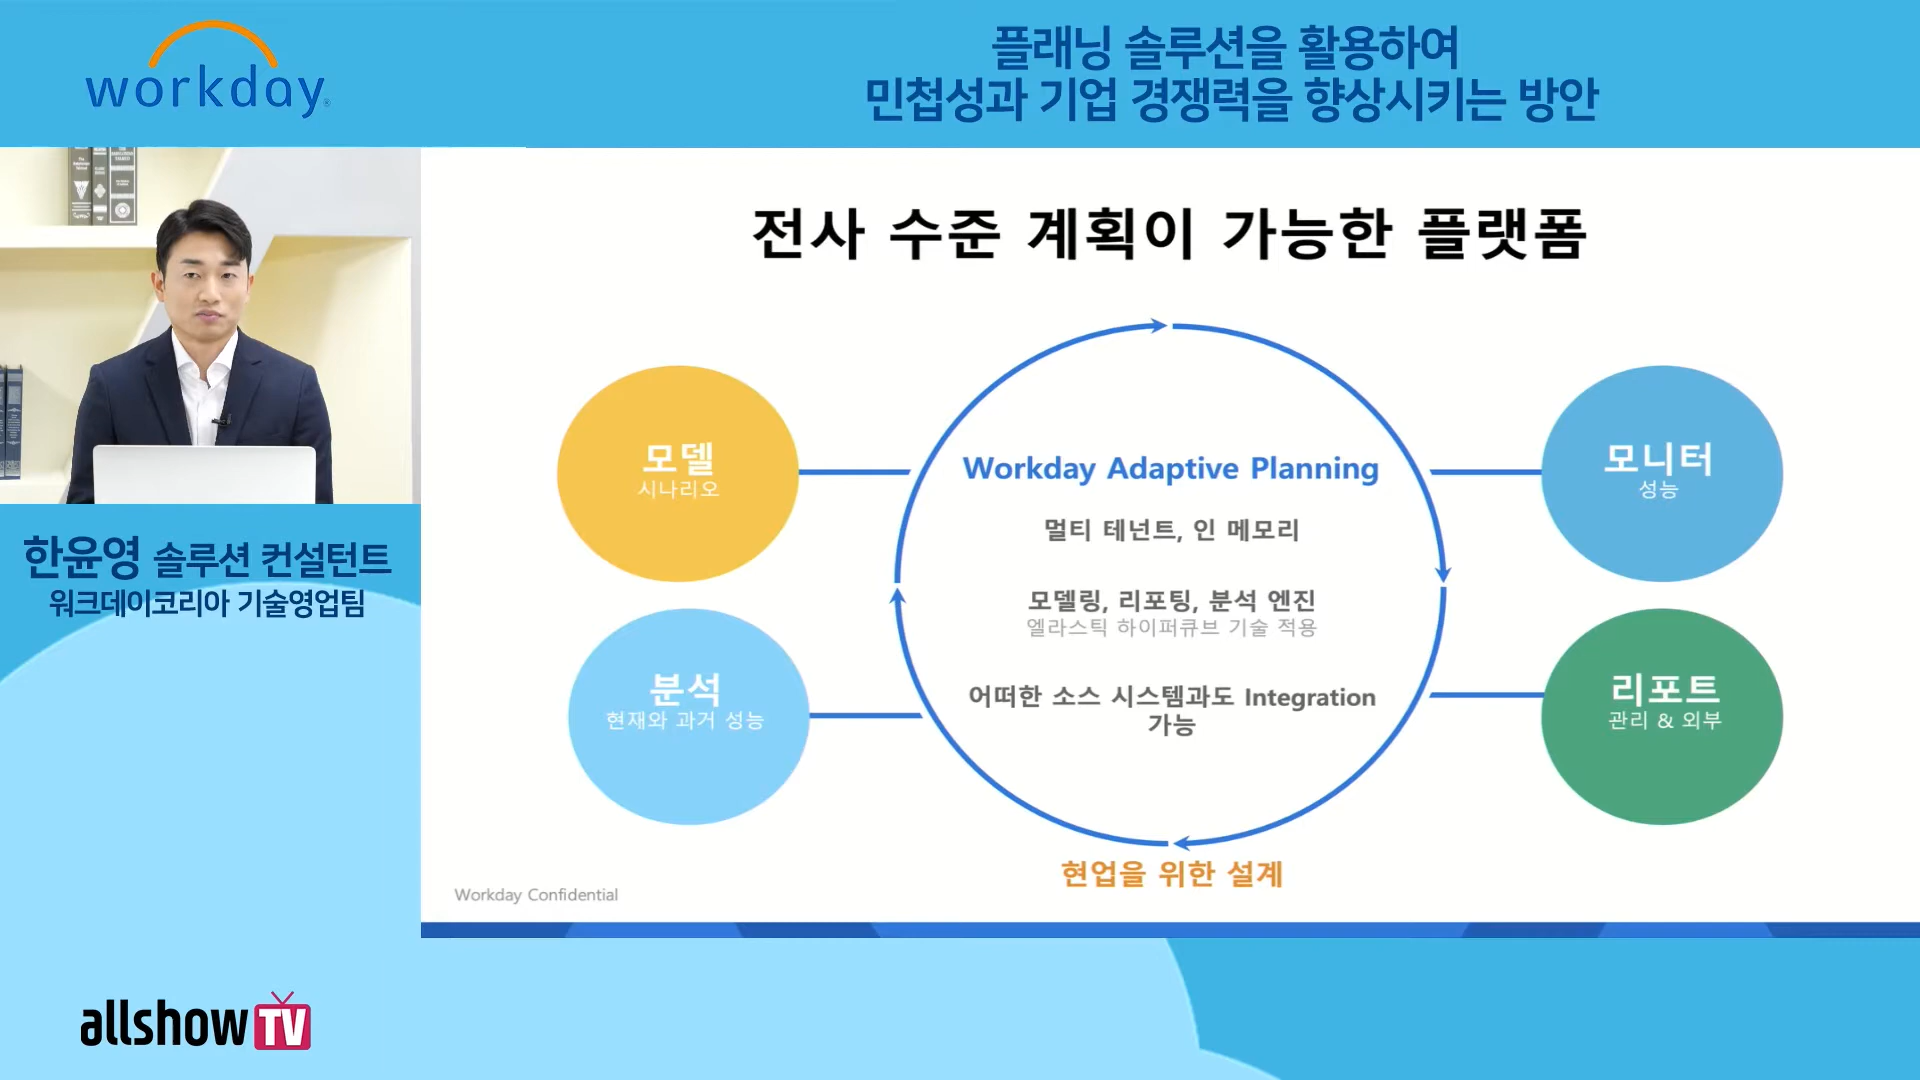 workday
플래닝 솔루션을 활용하여
민첩성과 기업 경쟁력을 향상시키는 방안
한윤영 솔루션 컨설턴트
워크데이코리아 기술영업팀
전사 수준 계획이 가능한 플랫폼
모델
시나리오
분석
현재와 과거 성능
Workday Adaptive Planning
멀티 테넌트, 인 메모리
모델링, 리포팅, 분석 엔진
엘라스틱 하이퍼큐브 기술 적용
어떠한 소스 시스템과도 Integration
가능
모니터
성능
리포트
관리 & 외부
현업을 위한 설계
Workday Confidential
allshow TV